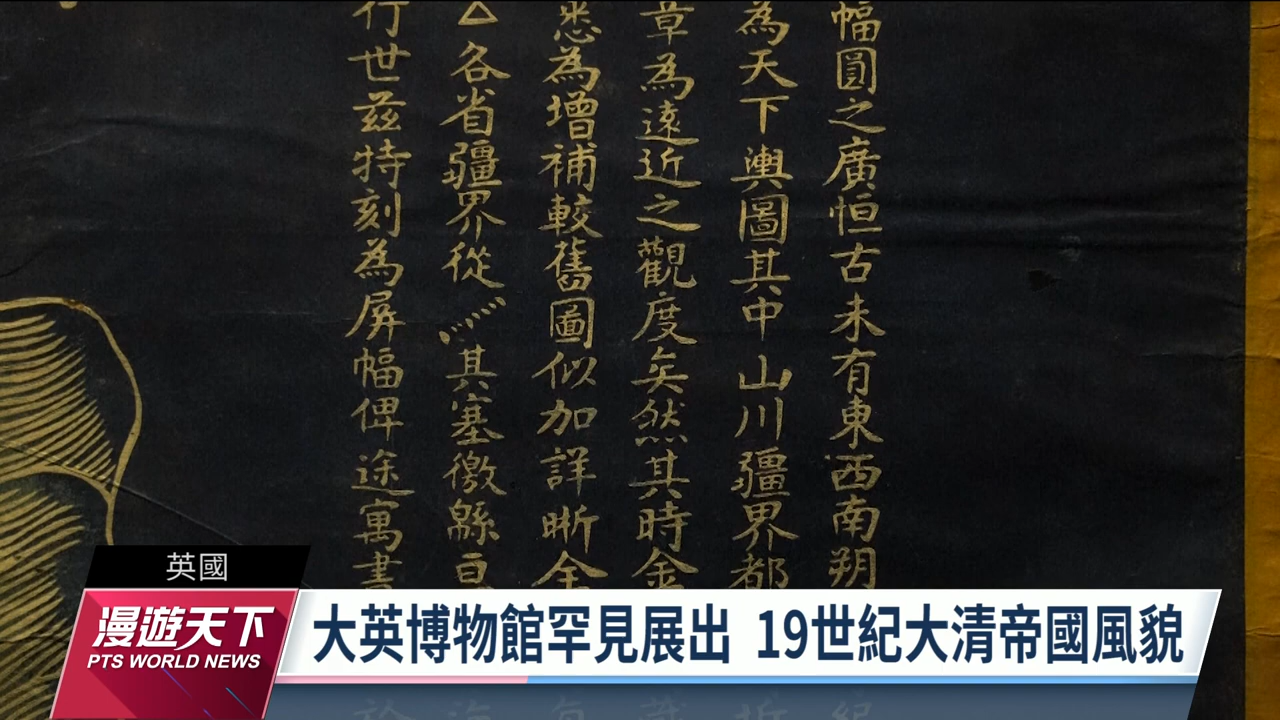 幅圓之廣恒古未有東西南朔
為天下輿圖其中山川疆界都
章為遠近之觀度矣然其時金
悉為增補較舊圖似加詳晰全
△各省疆界從其塞徼緜亘
行世茲特刻為屏幅俾途寓書
英國
漫遊天下
PTS WORLD NEWS
大英博物館罕見展出 19世紀大清帝國風貌